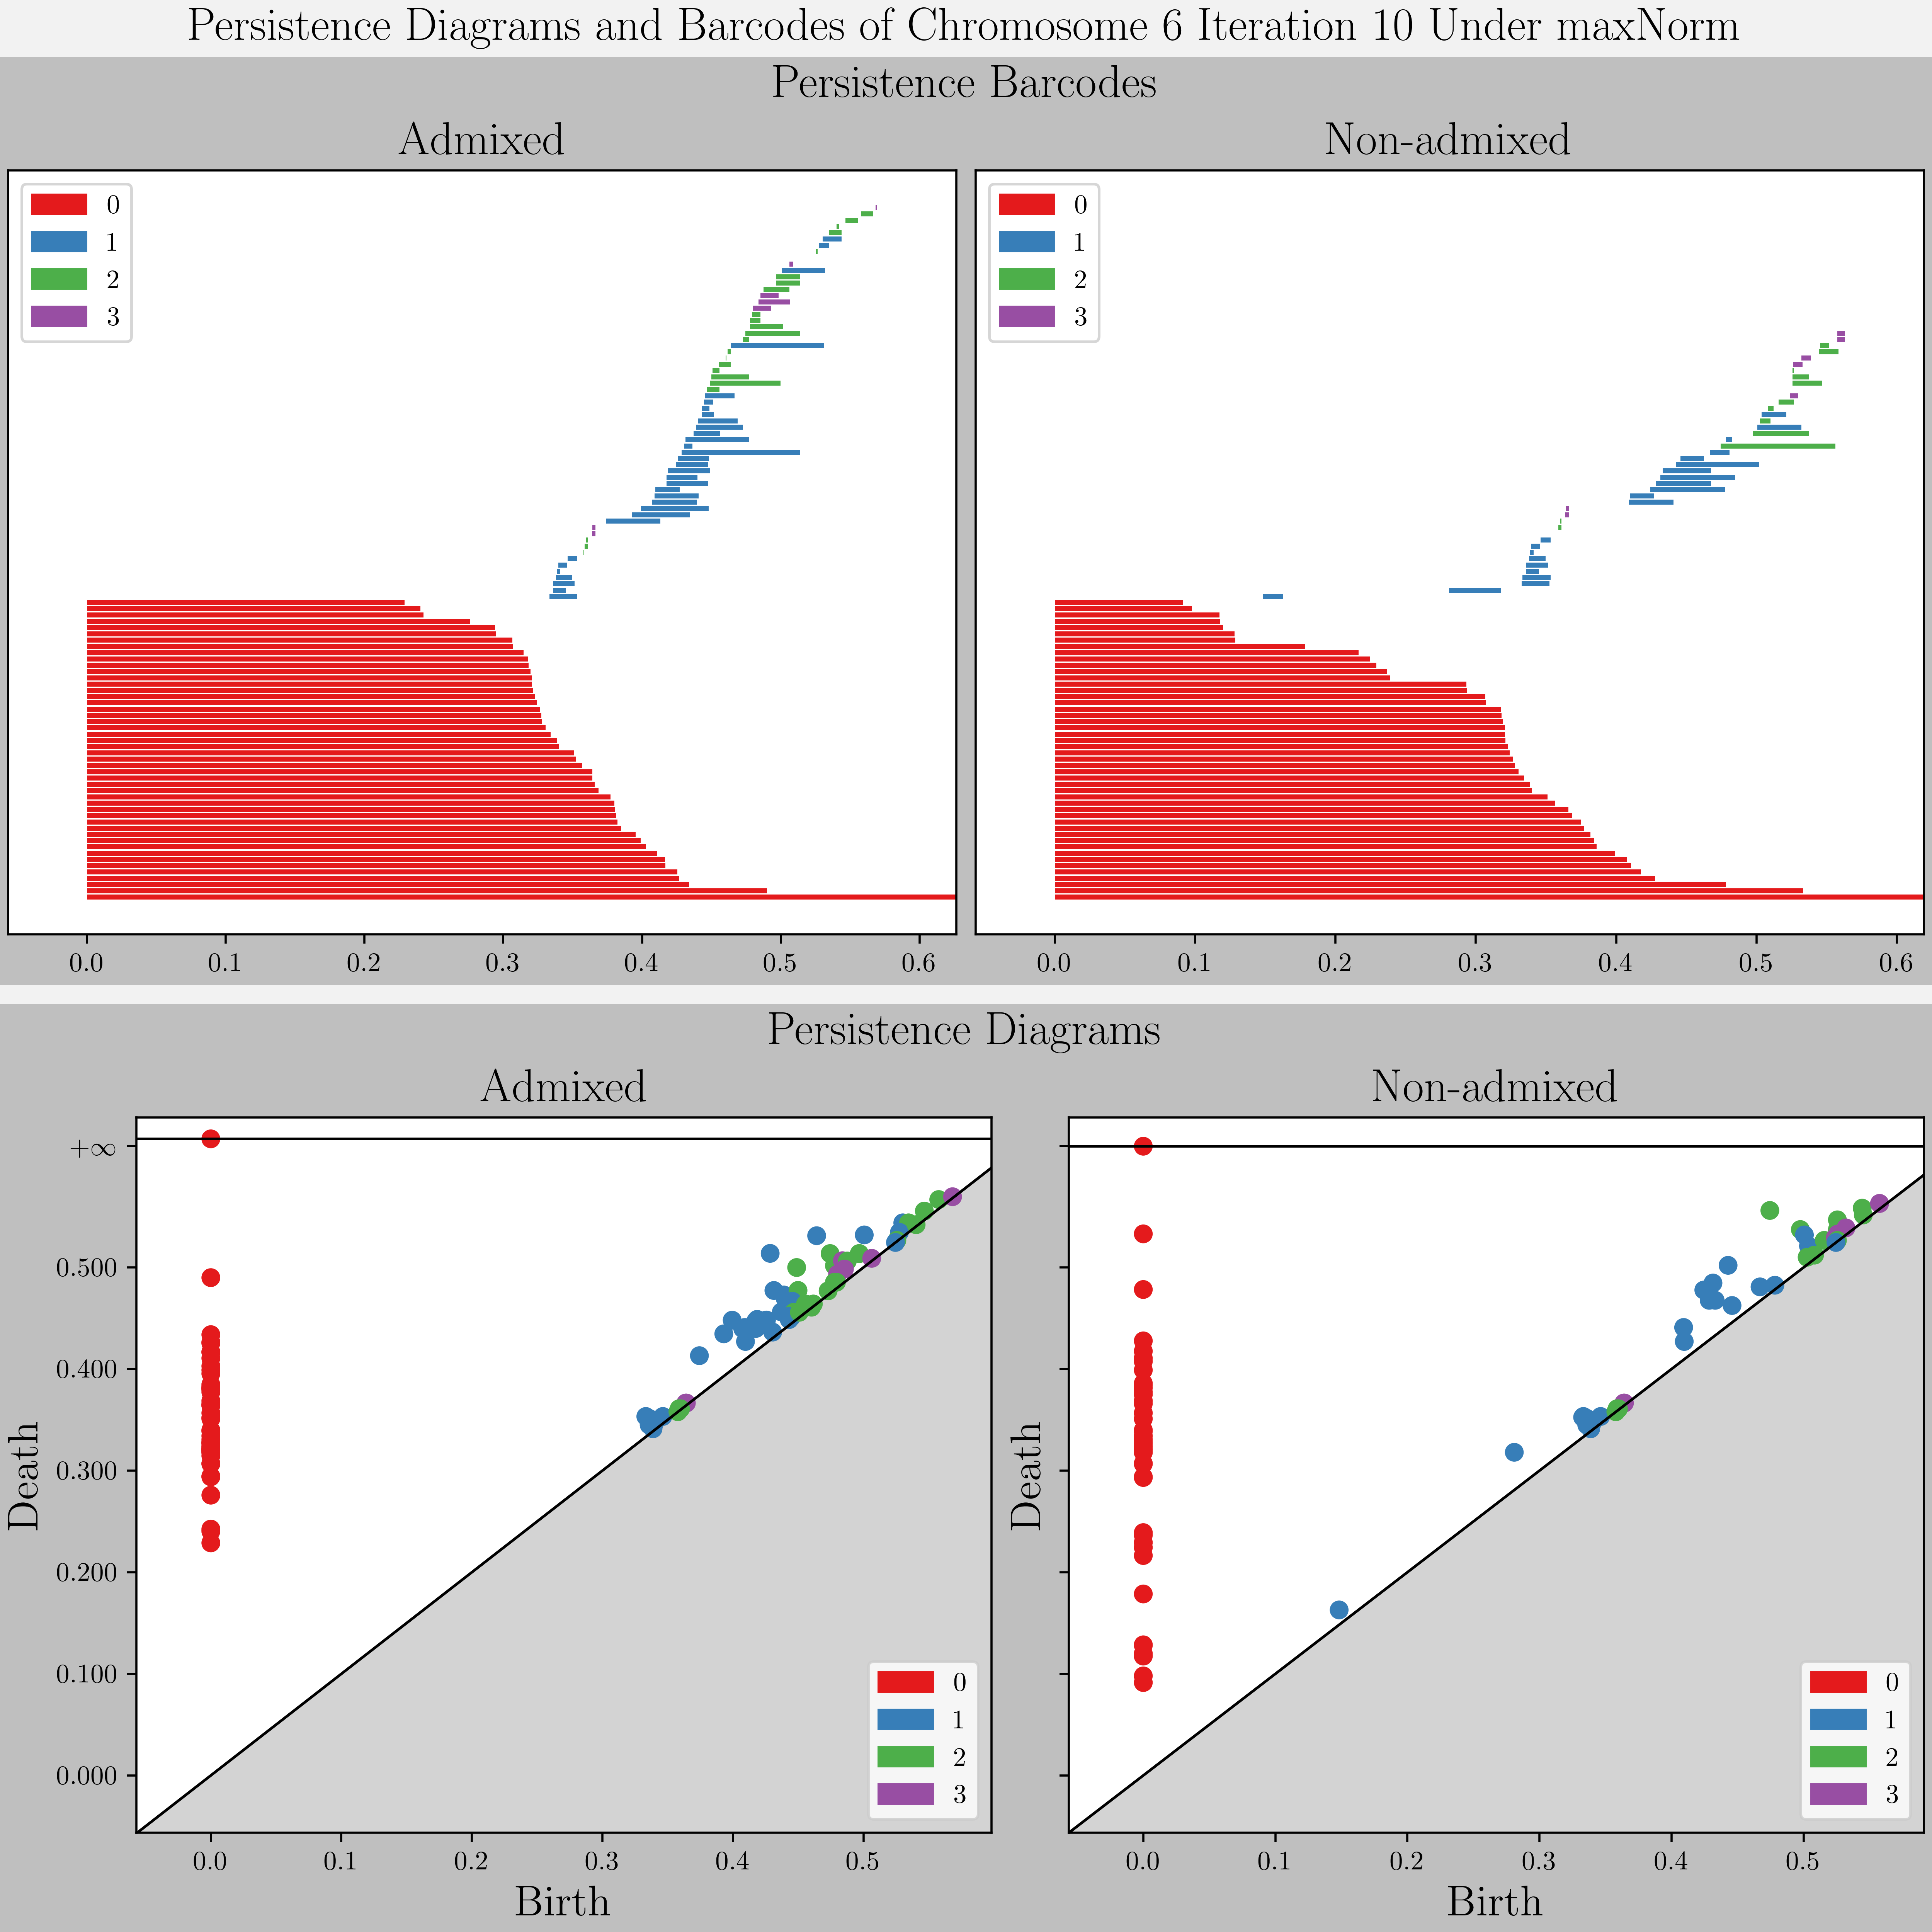 Persistence Diagrams and Barcodes of Chromosome 6 Iteration 10 Under maxNorm
Persistence Barcodes
Admixed
0
1
2
3
0.0 0.1 0.2 0.3 0.4 0.5 0.6
Non-admixed
0
1
2
3
0.0 0.1 0.2 0.3 0.4 0.5 0.6
Persistence Diagrams
Admixed
Death
+∞
0.500
0.400
0.300
0.200
0.100
0.000
0
1
2
3
0.0 0.1 0.2 0.3 0.4 0.5
Birth
Non-admixed
Death
0
1
2
3
0.0 0.1 0.2 0.3 0.4 0.5
Birth